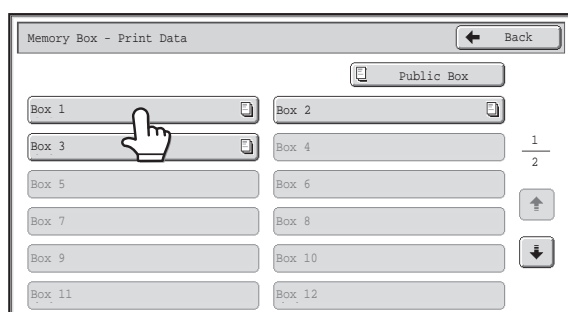 Memory Box - Print Data
Back
Public Box
Box 1
Box 2
Box 3
Box 4
1
2
Box 5
Box 6
Box 7
Box 8
Box 9
Box 10
Box 11
Box 12